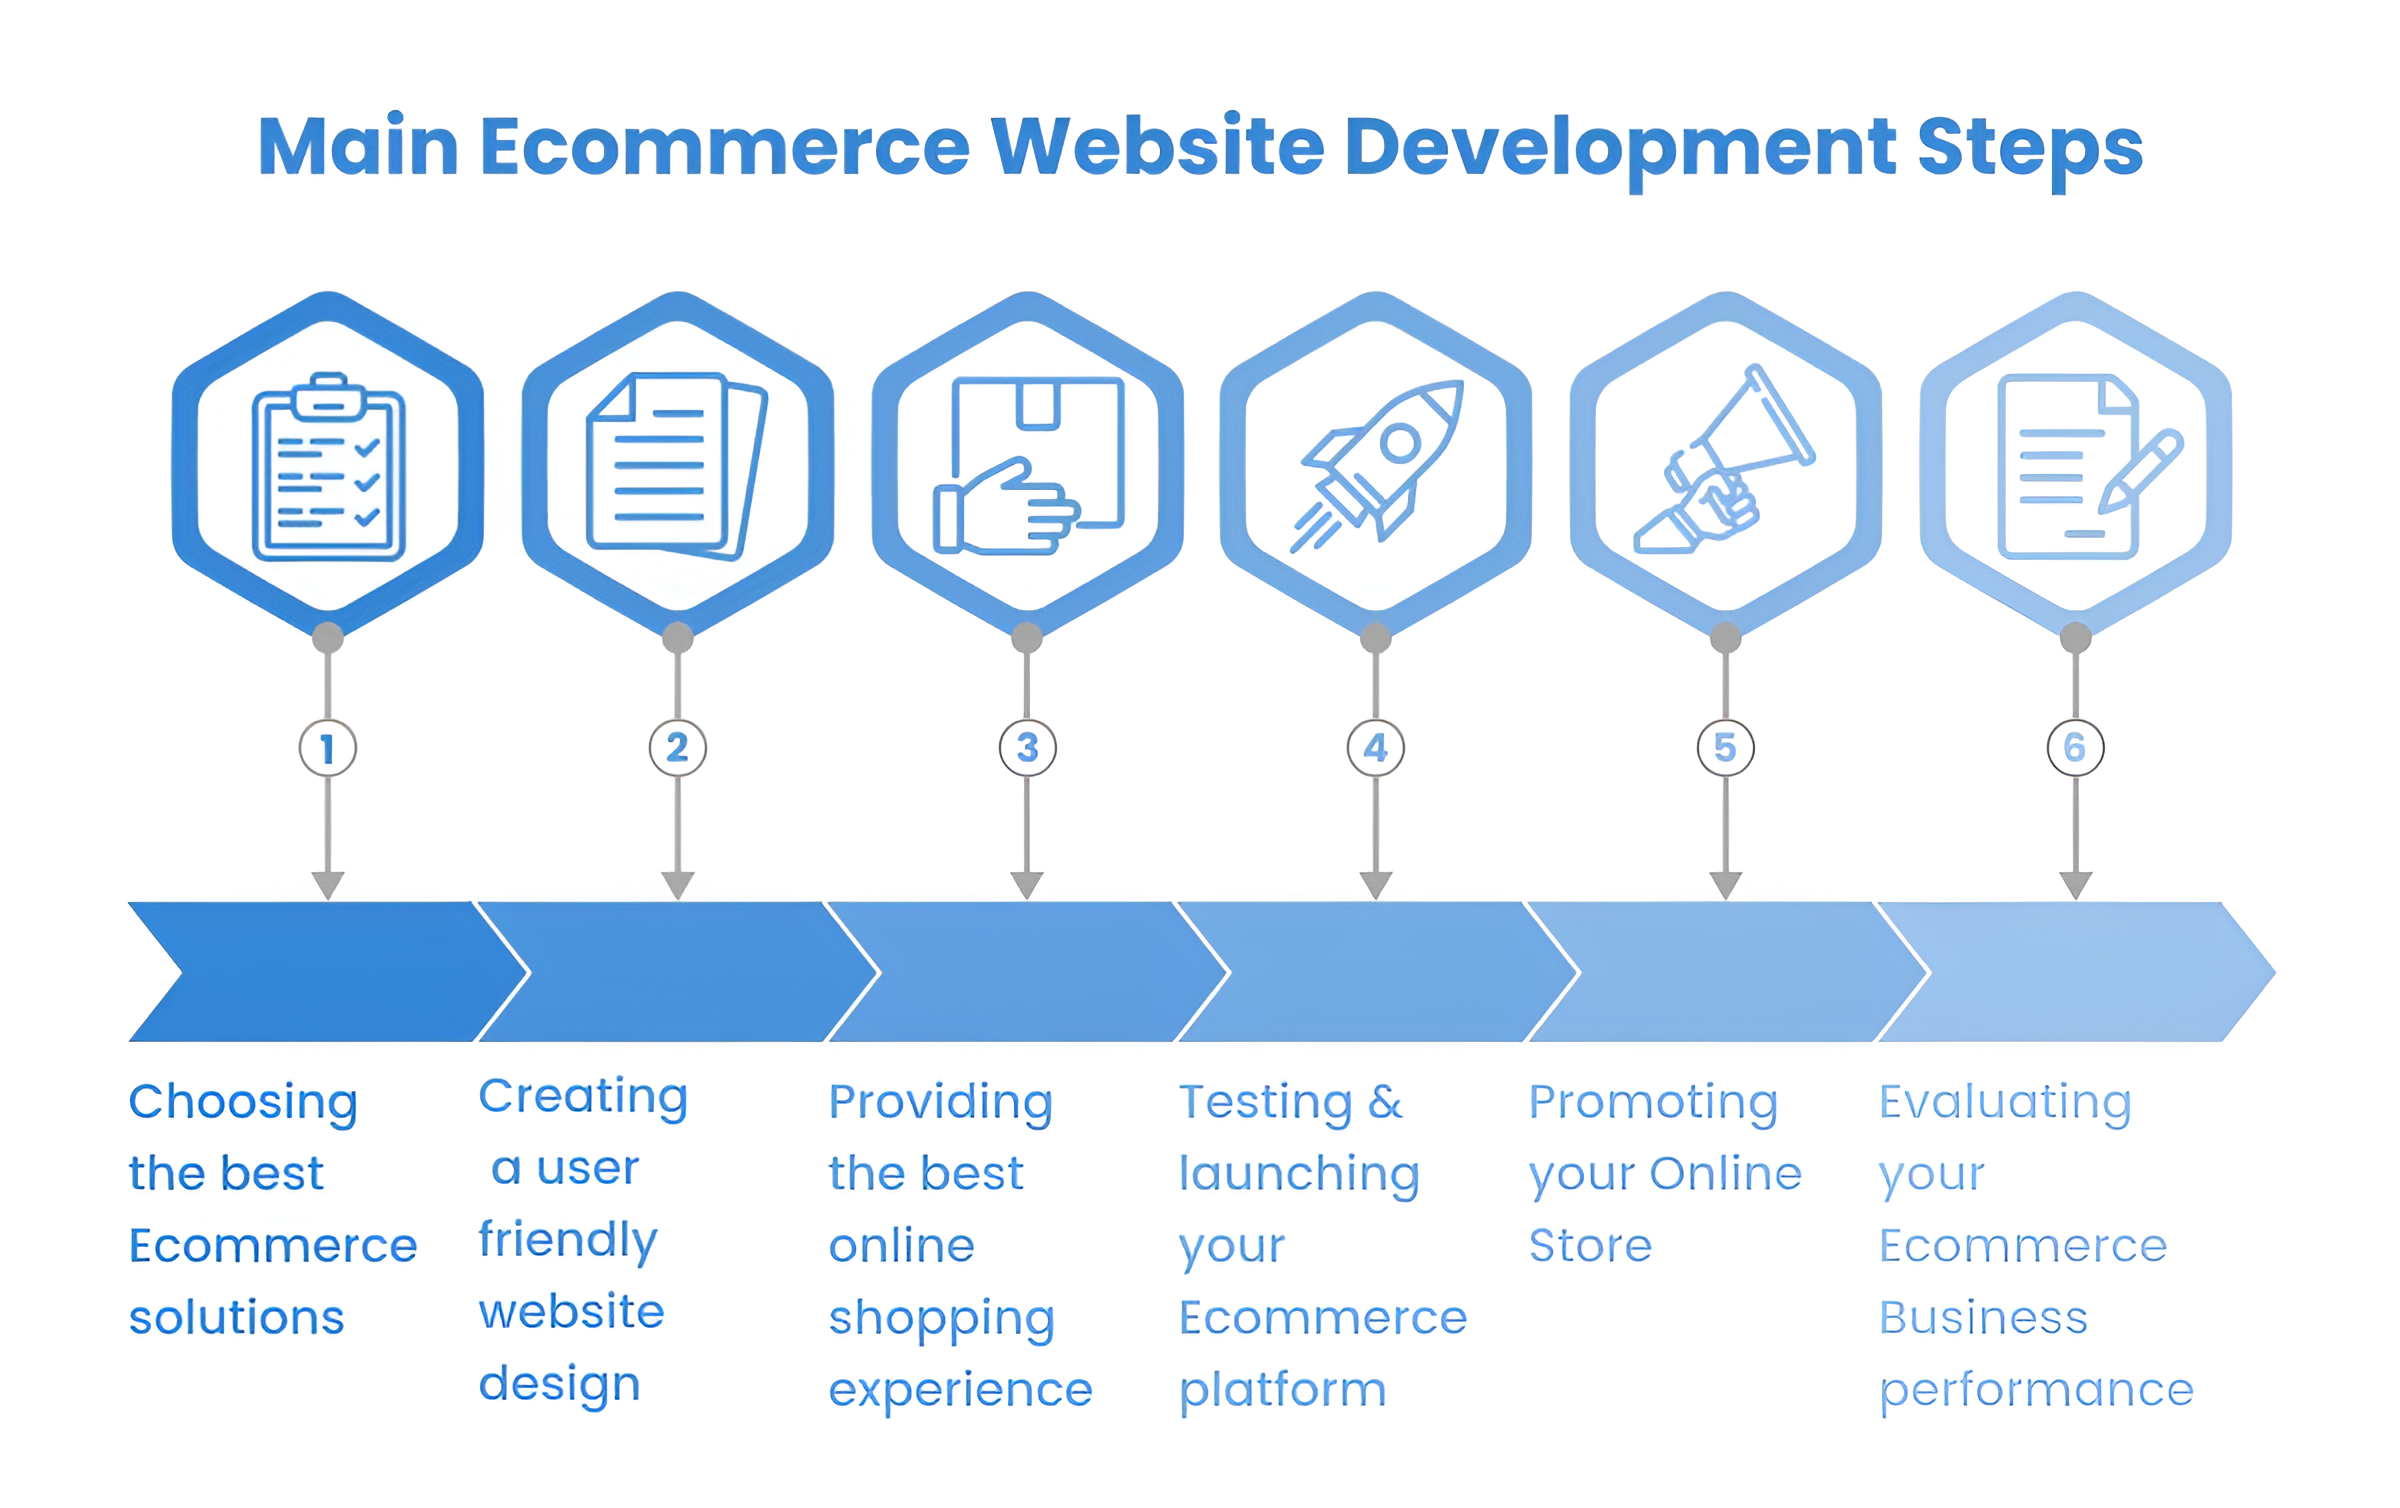 Main Ecommerce Website Development Steps
1
2
3
4
5
6
Choosing
the best
Ecommerce
solutions
Creating
a user
friendly
website
design
Providing
the best
online
shopping
experience
Testing &
launching
your
Ecommerce
platform
Promoting
your Online
Store
Evaluating
your
Ecommerce
Business
performance